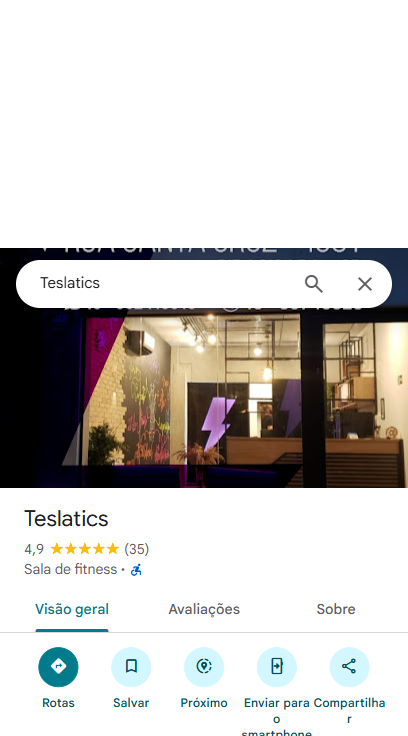 Teslatics
Teslatics
4,9 (35)
Sala de fitness •
Visão geral Avaliações Sobre
Rotas Salvar Próximo Enviar para o smartphone Compartilhar